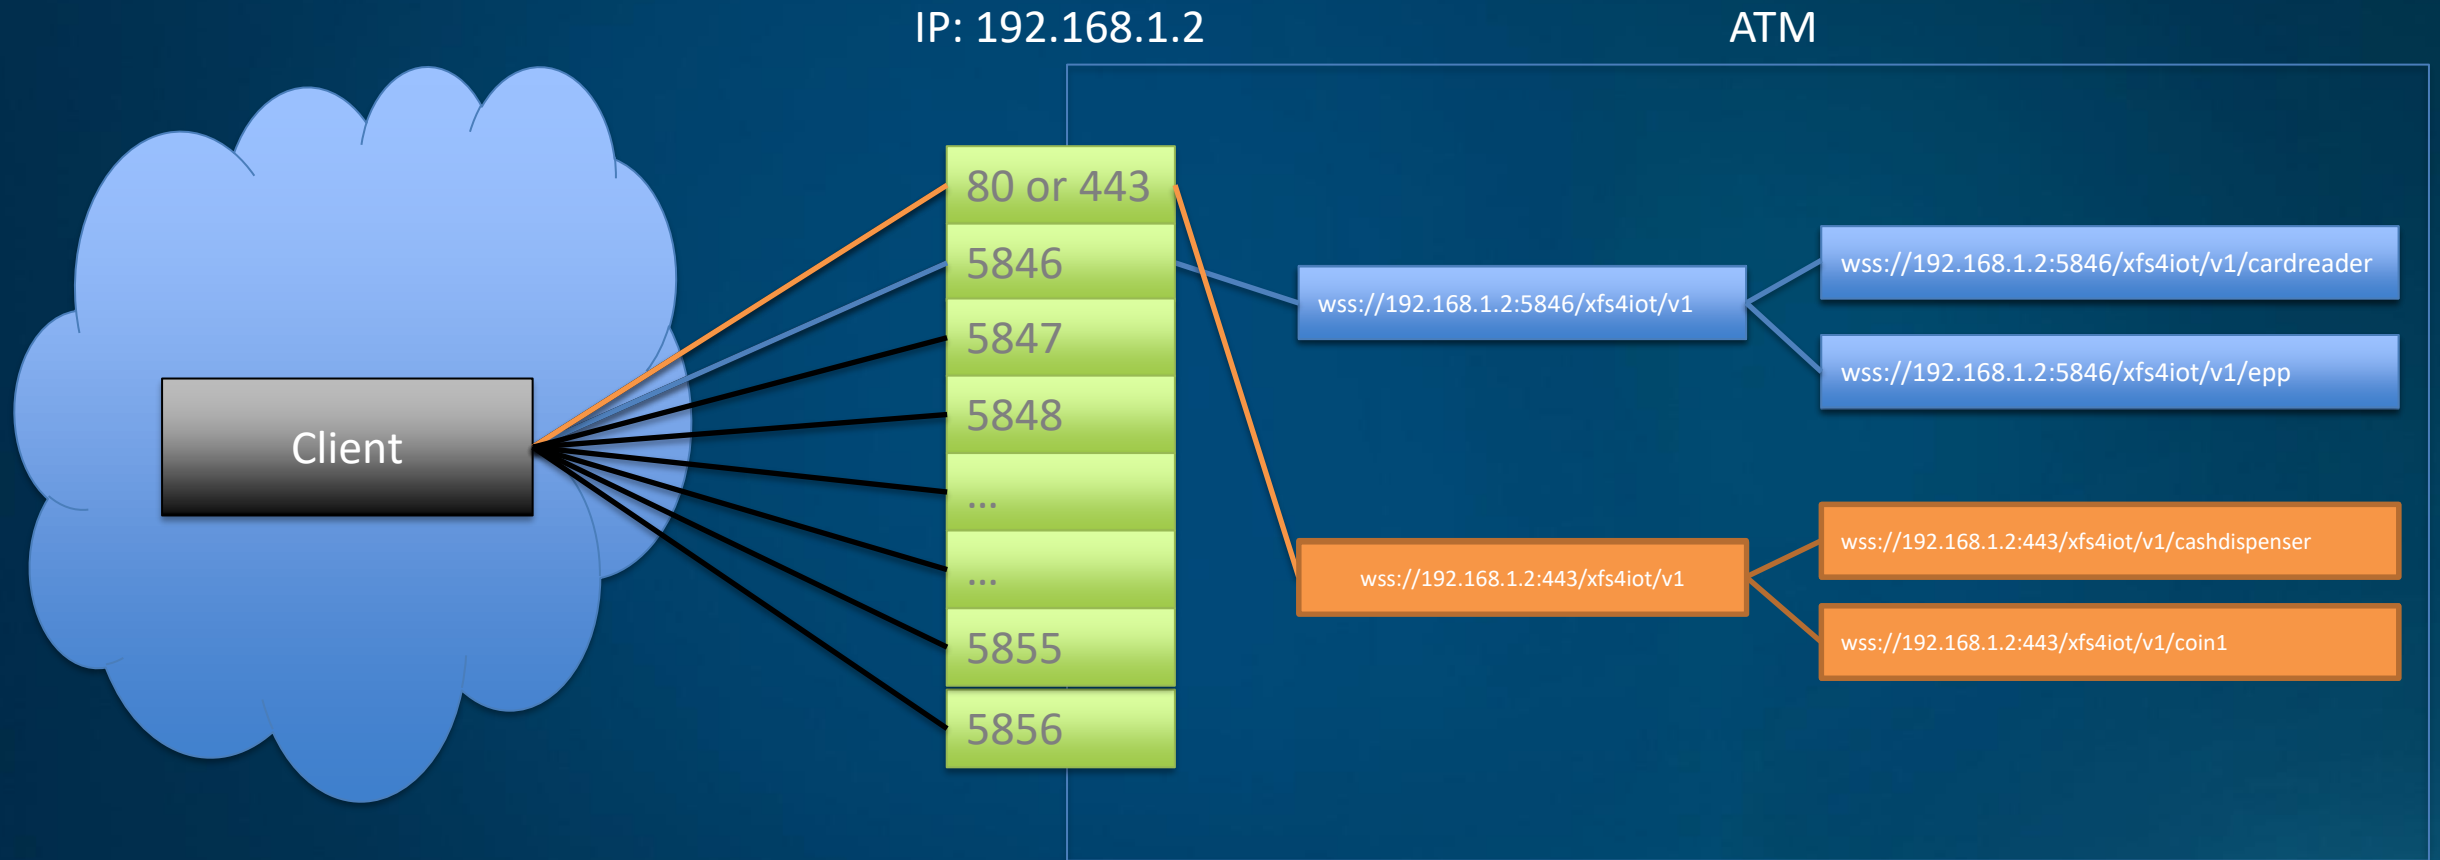 IP: 192.168.1.2
ATM
Client
80 or 443
5846
5847
5848
...
...
5855
5856
wss://192.168.1.2:5846/xfs4iot/v1
wss://192.168.1.2:5846/xfs4iot/v1/cardreader
wss://192.168.1.2:5846/xfs4iot/v1/epp
wss://192.168.1.2:443/xfs4iot/v1
wss://192.168.1.2:443/xfs4iot/v1/cashdispenser
wss://192.168.1.2:443/xfs4iot/v1/coin1